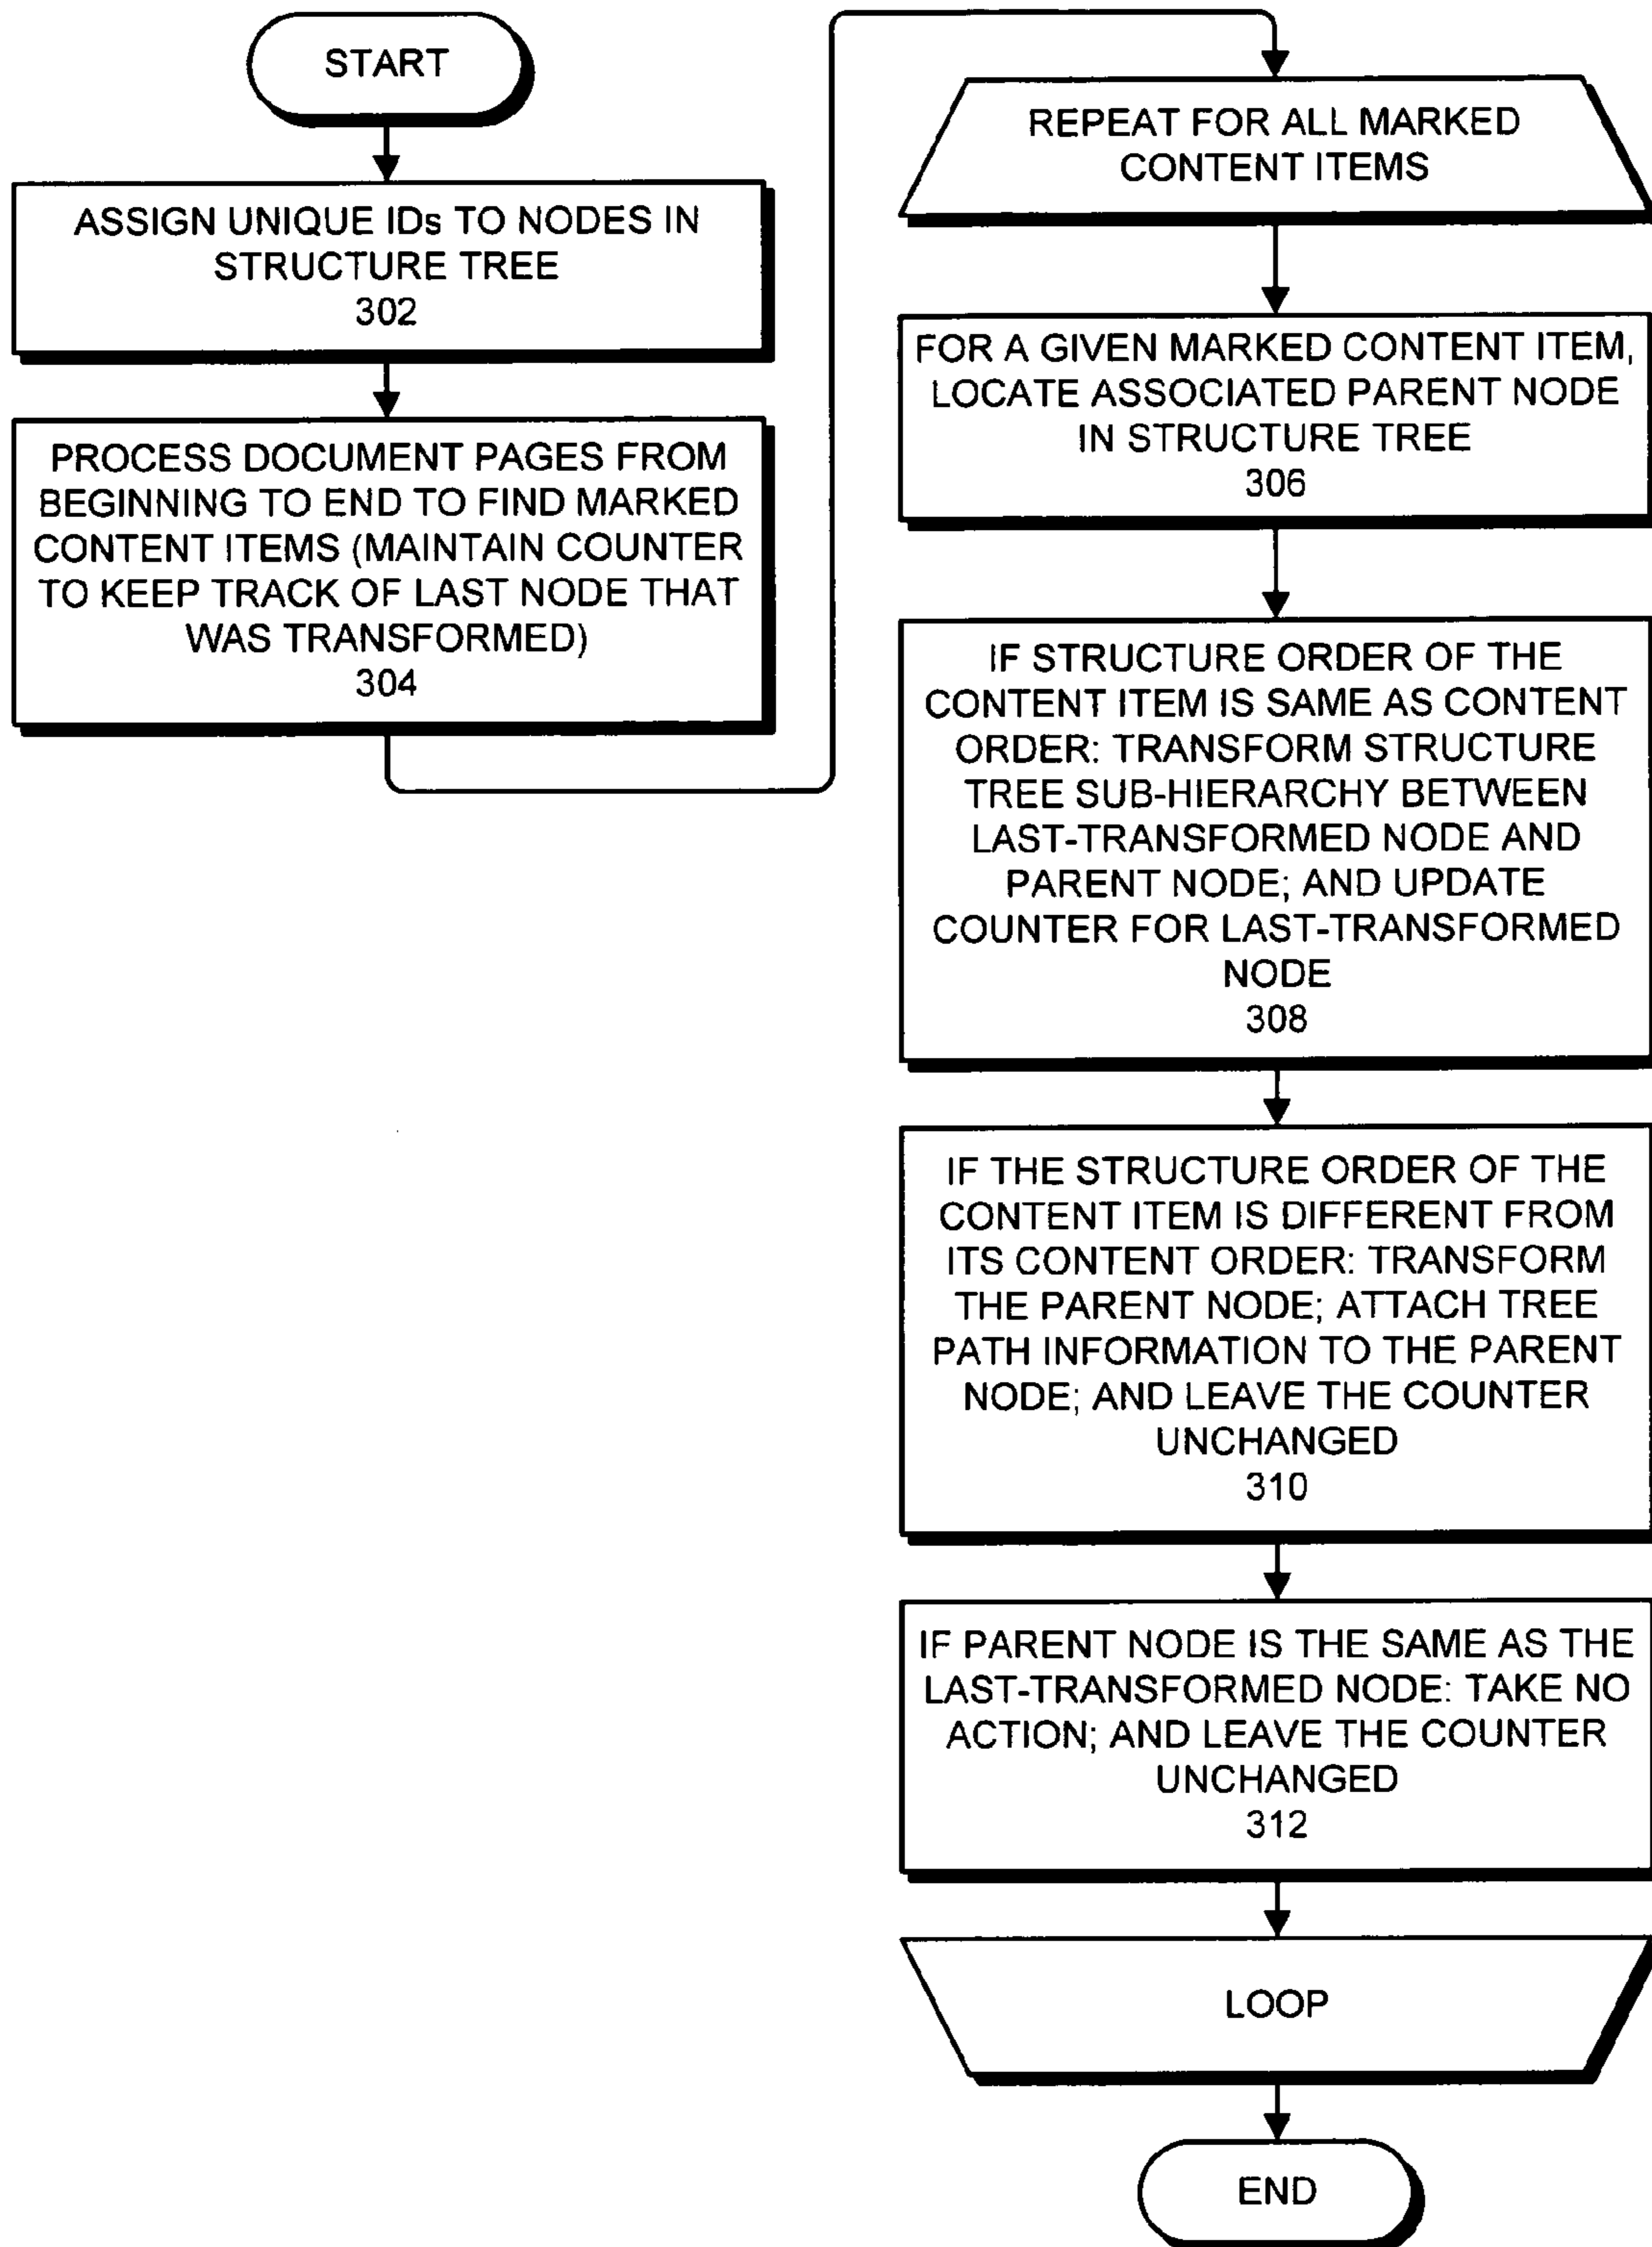 START
ASSIGN UNIQUE IDs TO NODES IN
STRUCTURE TREE
302
PROCESS DOCUMENT PAGES FROM
BEGINNING TO END TO FIND MARKED
CONTENT ITEMS (MAINTAIN COUNTER
TO KEEP TRACK OF LAST NODE THAT
WAS TRANSFORMED)
304
REPEAT FOR ALL MARKED
CONTENT ITEMS
FOR A GIVEN MARKED CONTENT ITEM,
LOCATE ASSOCIATED PARENT NODE
IN STRUCTURE TREE
306
IF STRUCTURE ORDER OF THE
CONTENT ITEM IS SAME AS CONTENT
ORDER: TRANSFORM STRUCTURE
TREE SUB-HIERARCHY BETWEEN
LAST-TRANSFORMED NODE AND
PARENT NODE; AND UPDATE
COUNTER FOR LAST-TRANSFORMED
NODE
308
IF THE STRUCTURE ORDER OF THE
CONTENT ITEM IS DIFFERENT FROM
ITS CONTENT ORDER: TRANSFORM
THE PARENT NODE; ATTACH TREE
PATH INFORMATION TO THE PARENT
NODE; AND LEAVE THE COUNTER
UNCHANGED
310
IF PARENT NODE IS THE SAME AS THE
LAST-TRANSFORMED NODE: TAKE NO
ACTION; AND LEAVE THE COUNTER
UNCHANGED
312
LOOP
END